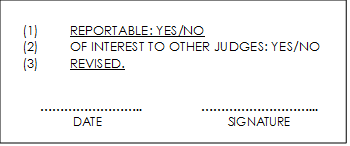 (1) REPORTABLE: YES/NO
(2) OF INTEREST TO OTHER JUDGES: YES/NO
(3) REVISED.
…………………….. ………………………...
DATE SIGNATURE